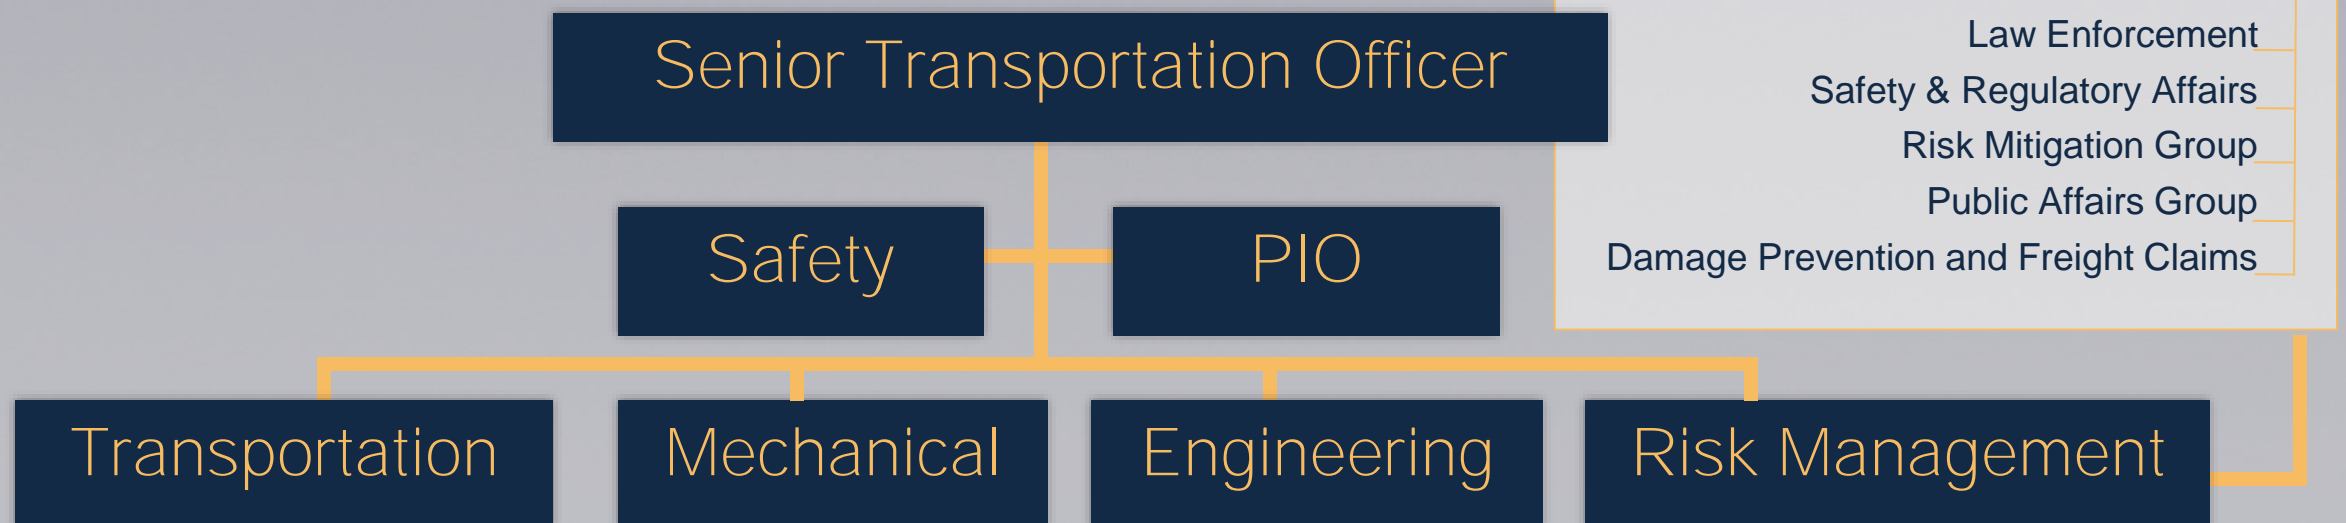 Senior Transportation Officer
Law Enforcement
Safety & Regulatory Affairs
Risk Mitigation Group
Public Affairs Group
Damage Prevention and Freight Claims
Safety
PIO
Transportation
Mechanical
Engineering
Risk Management